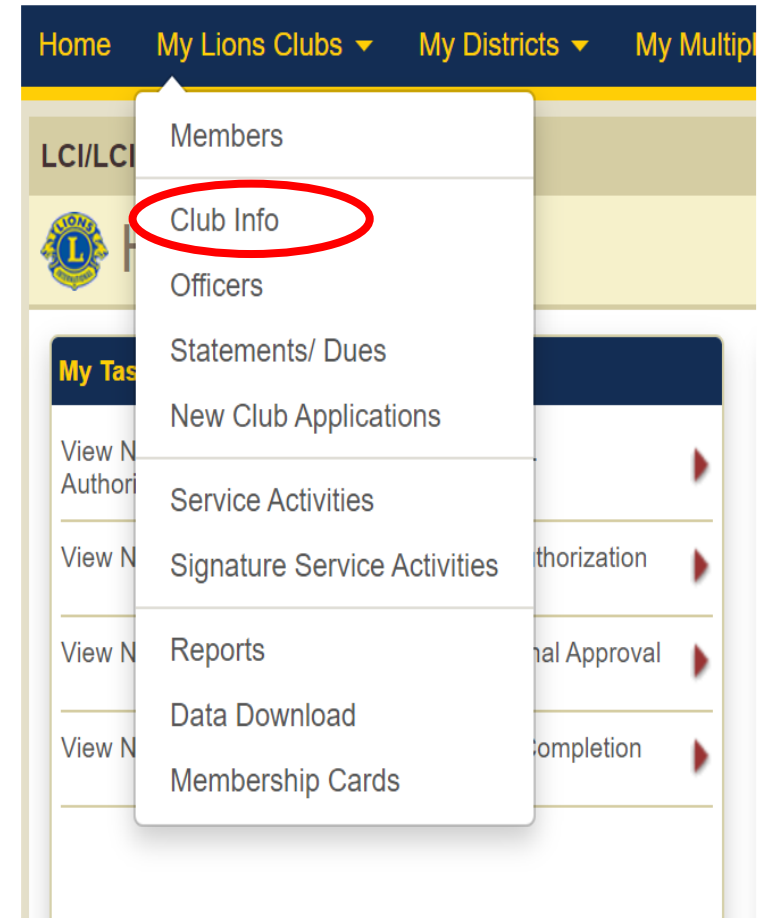 Home My Lions Clubs My Districts My Multipl
Members
LCI/LCI
Club Info
LIONS
L
INTERNATIONAL
H
Officers
Statements/ Dues
My Tas
New Club Applications
View N
Authori
Service Activities
View N thorization
Signature Service Activities
Reports
View N nal Approval
Data Download
View N Completion
Membership Cards